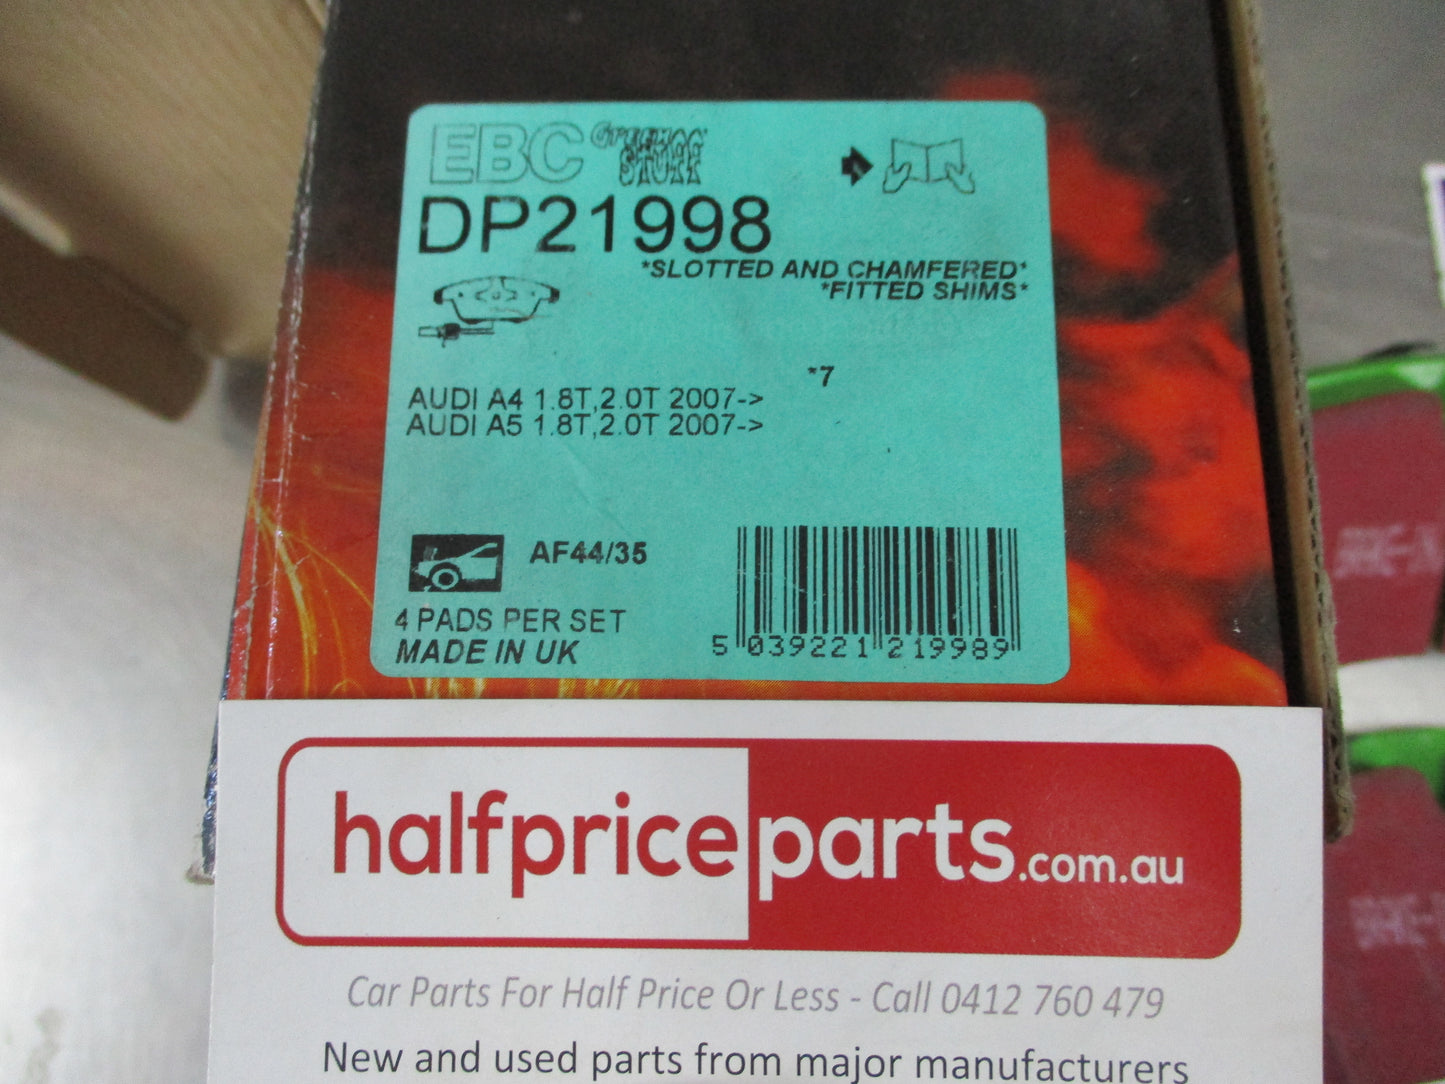 EBC Greenstuff
DP21998
*SLOTTED AND CHAMFERED*
*FITTED SHIMS*
*7
AUDI A4 1.8T,2.0T 2007->
AUDI A5 1.8T,2.0T 2007->
AF44/35
4 PADS PER SET
MADE IN UK
5 039221 219989
halfpriceparts.com.au
Car Parts For Half Price Or Less - Call 0412 760 479
New and used parts from major manufacturers